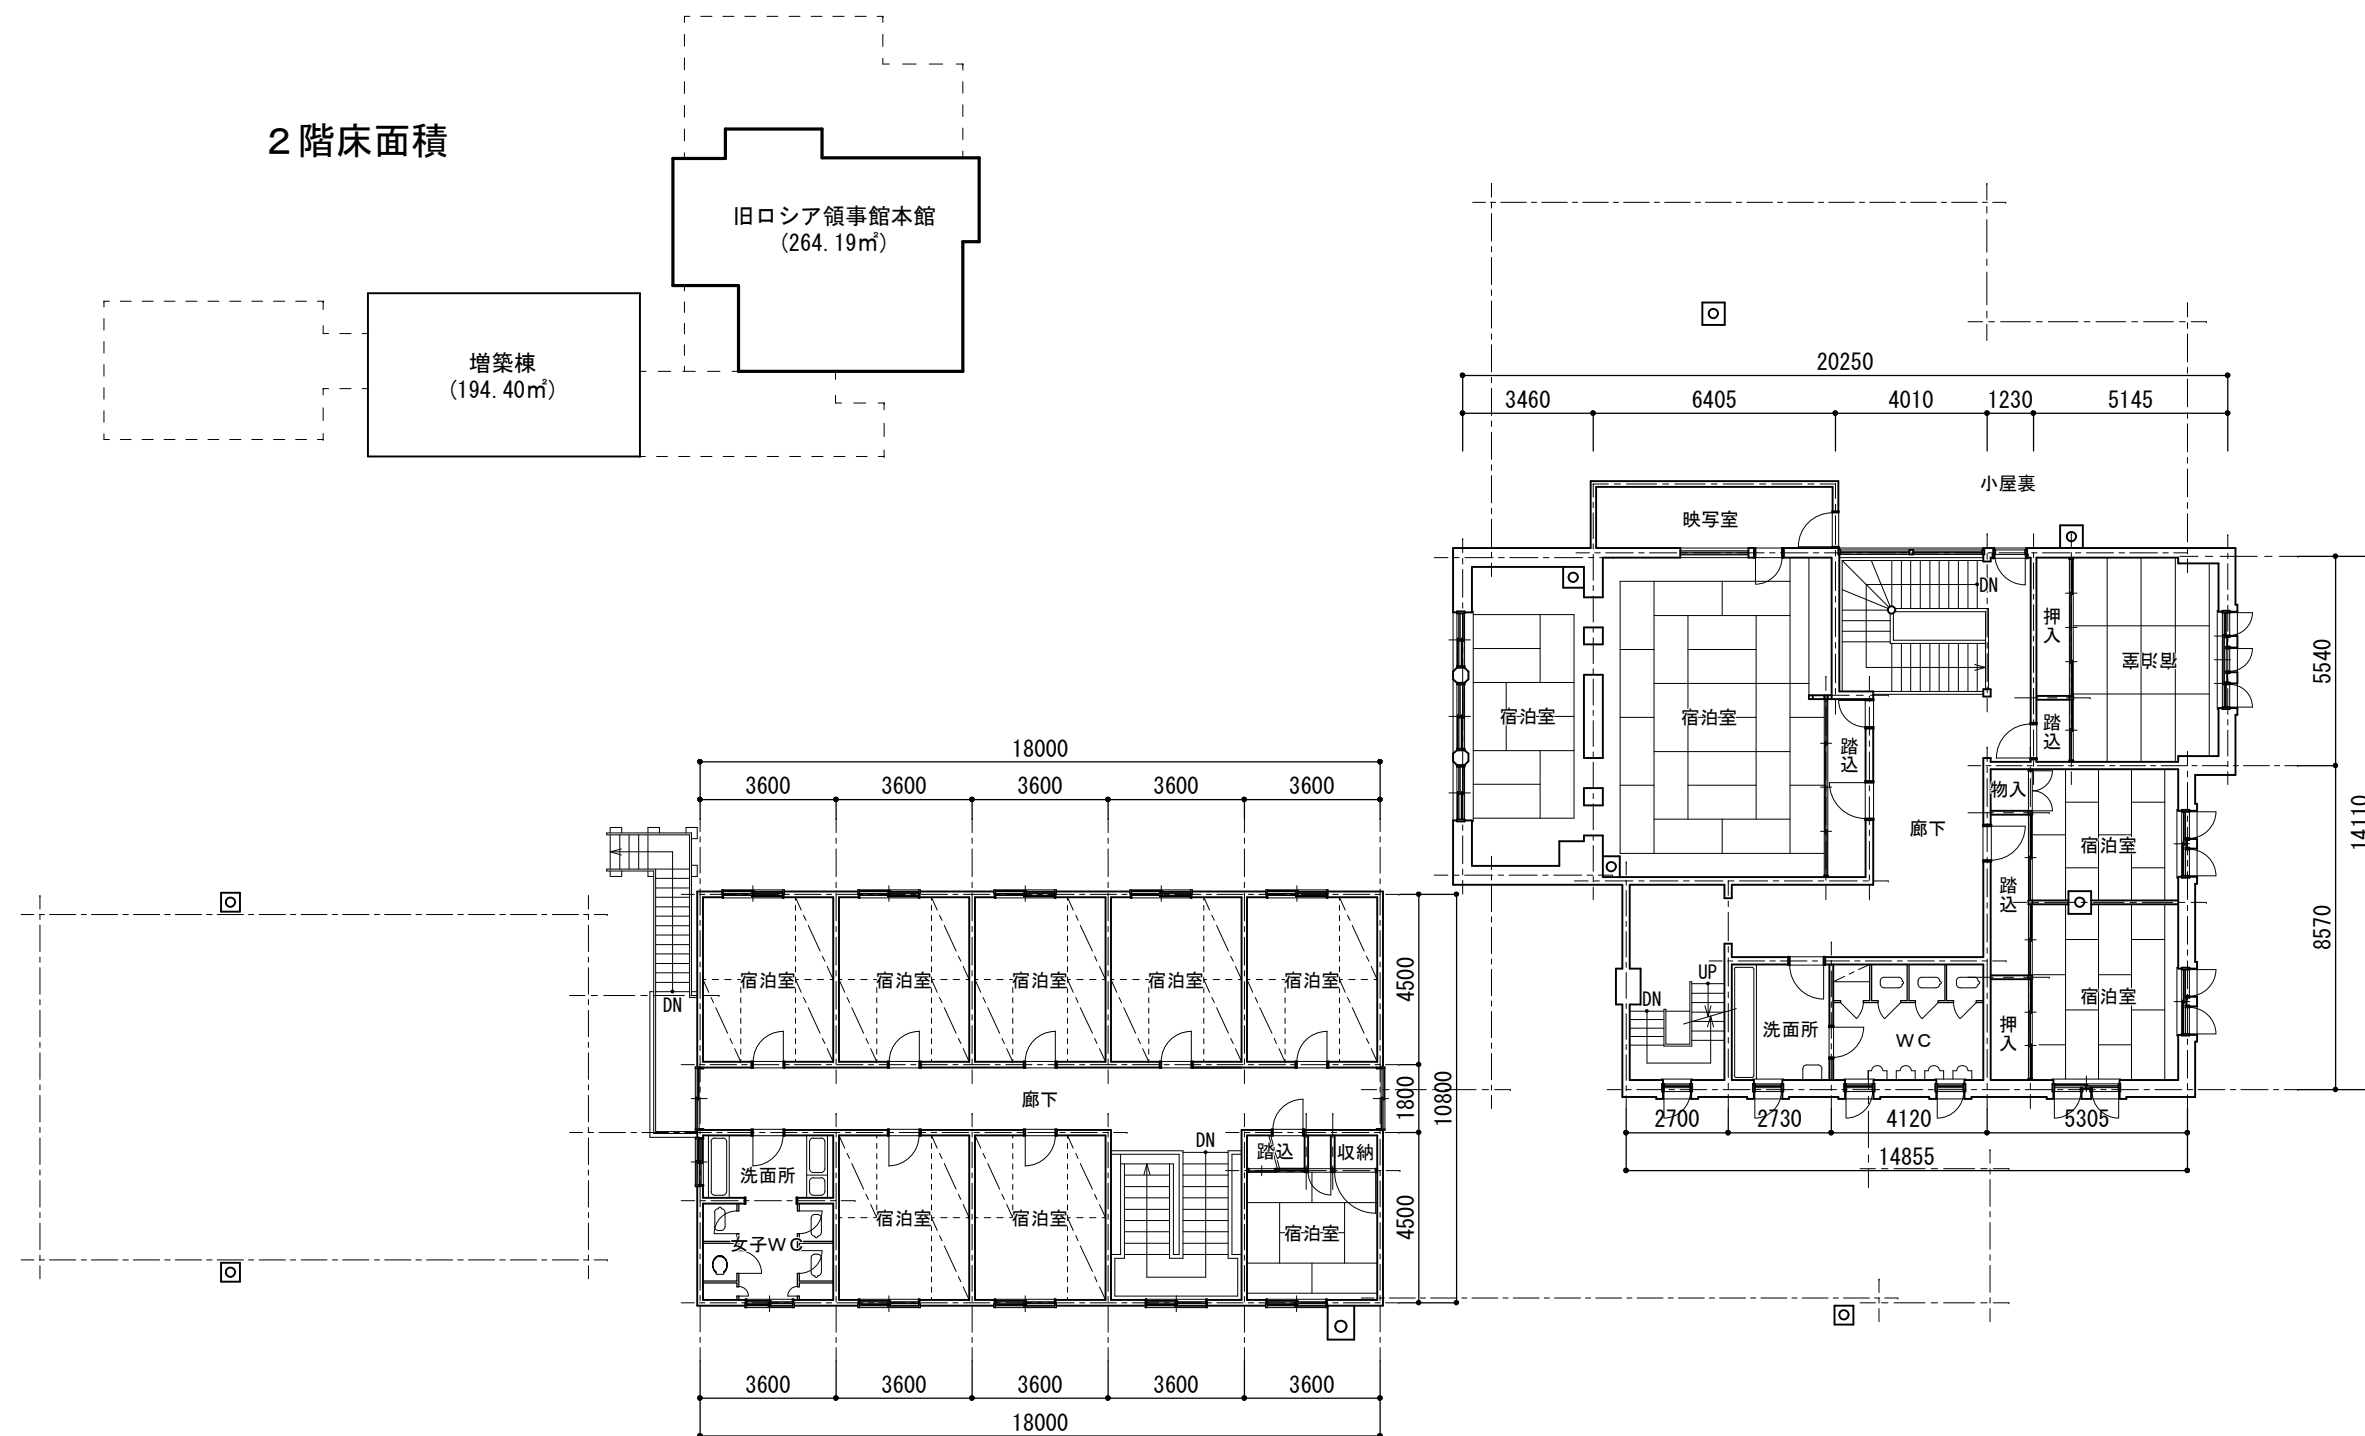 ２階床面積
旧ロシア領事館本館
(264.19㎡)
増築棟
(194.40㎡)
20250
3460
6405
4010
1230
5145
小屋裏
映写室
DN
押入
宿泊室
宿泊室
宿泊室
踏込
踏込
物入
廊下
宿泊室
踏込
宿泊室
押入
UP
DN
洗面所
ＷＣ
5540
8570
14110
2700
2730
4120
5305
14855
18000
3600
3600
3600
3600
3600
宿泊室
宿泊室
宿泊室
宿泊室
宿泊室
DN
廊下
4500
1800
4500
10800
洗面所
女子ＷＣ
宿泊室
宿泊室
DN
踏込
収納
宿泊室
3600
3600
3600
3600
3600
18000